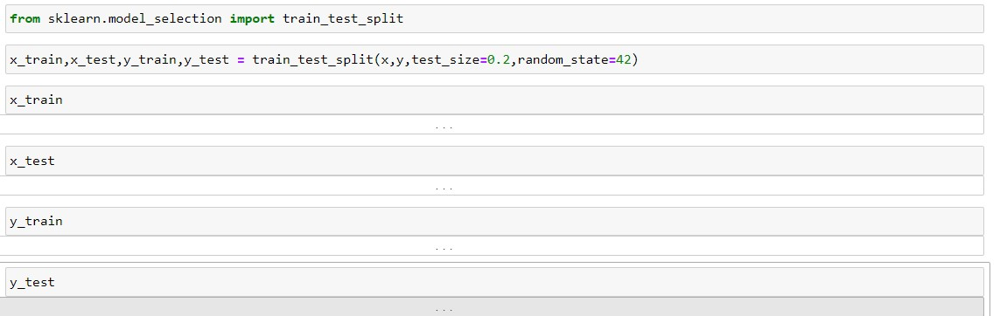 from sklearn.model_selection import train_test_split
x_train,x_test,y_train,y_test = train_test_split(x,y,test_size=0.2,random_state=42)
x_train
...
x_test
...
y_train
...
y_test
...